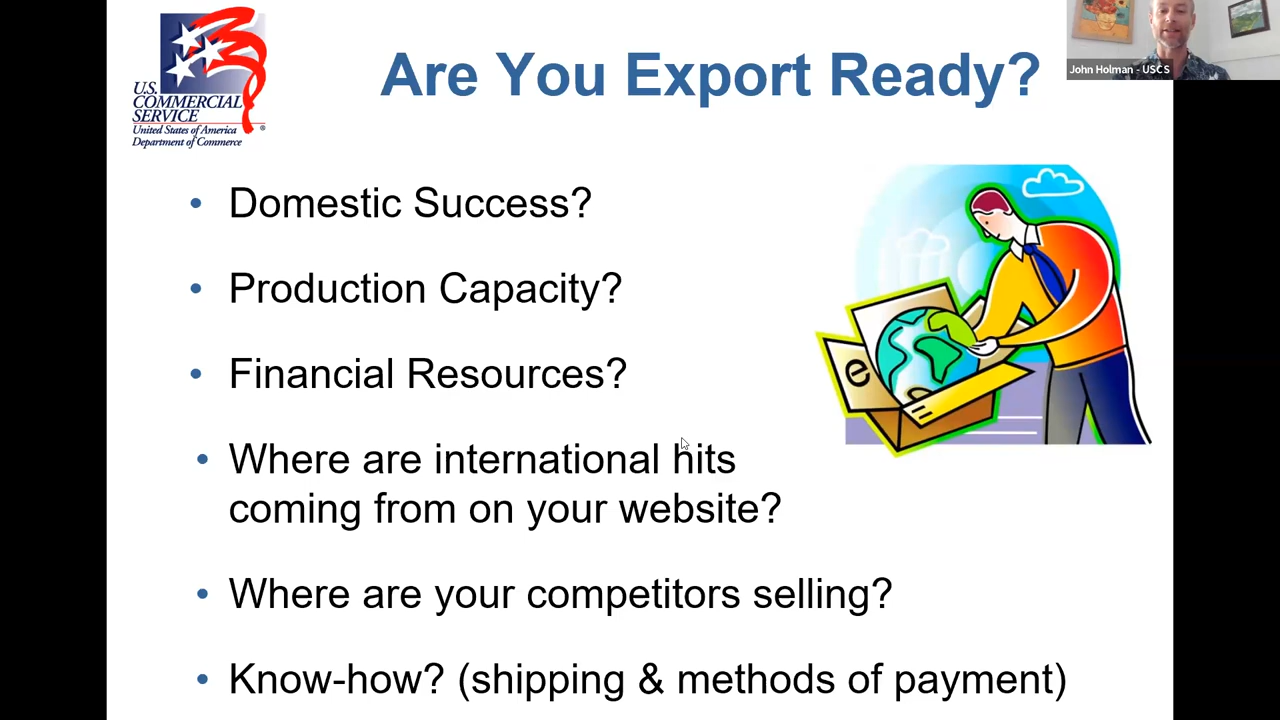 U.S.
COMMERCIAL
SERVICE
United States of America
Department of Commerce
®
Are You Export Ready?
John Holman - USCS
• Domestic Success?
• Production Capacity?
• Financial Resources?
• Where are international hits
coming from on your website?
• Where are your competitors selling?
• Know-how? (shipping & methods of payment)
e